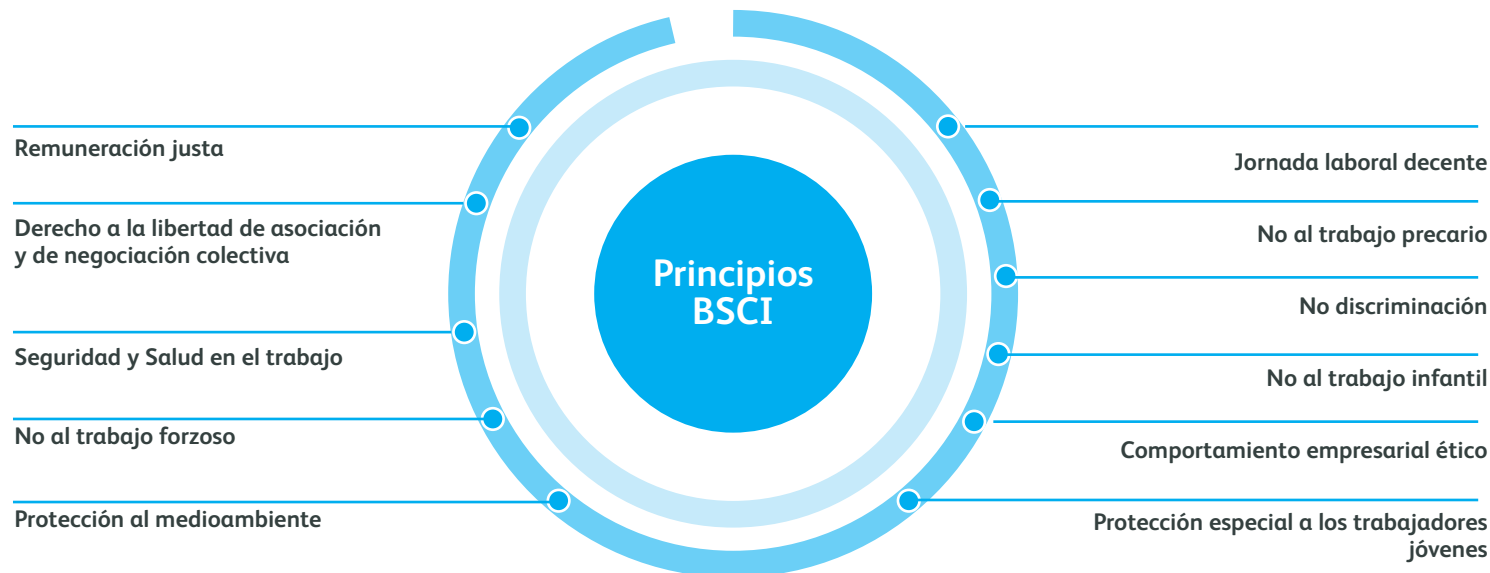 Remuneración justa
Derecho a la libertad de asociación
y de negociación colectiva
Seguridad y Salud en el trabajo
No al trabajo forzoso
Protección al medioambiente
Principios
BSCI
Jornada laboral decente
No al trabajo precario
No discriminación
No al trabajo infantil
Comportamiento empresarial ético
Protección especial a los trabajadores
jóvenes